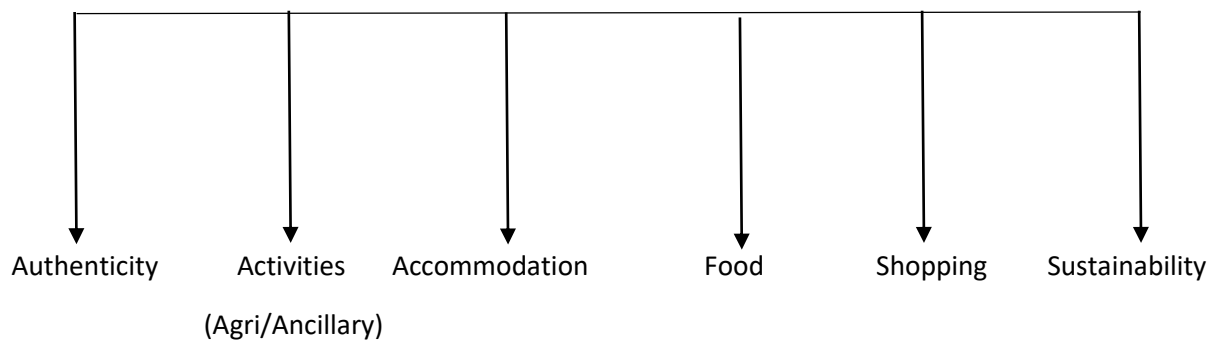 Authenticity Activities Accommodation Food Shopping Sustainability
(Agri/Ancillary)